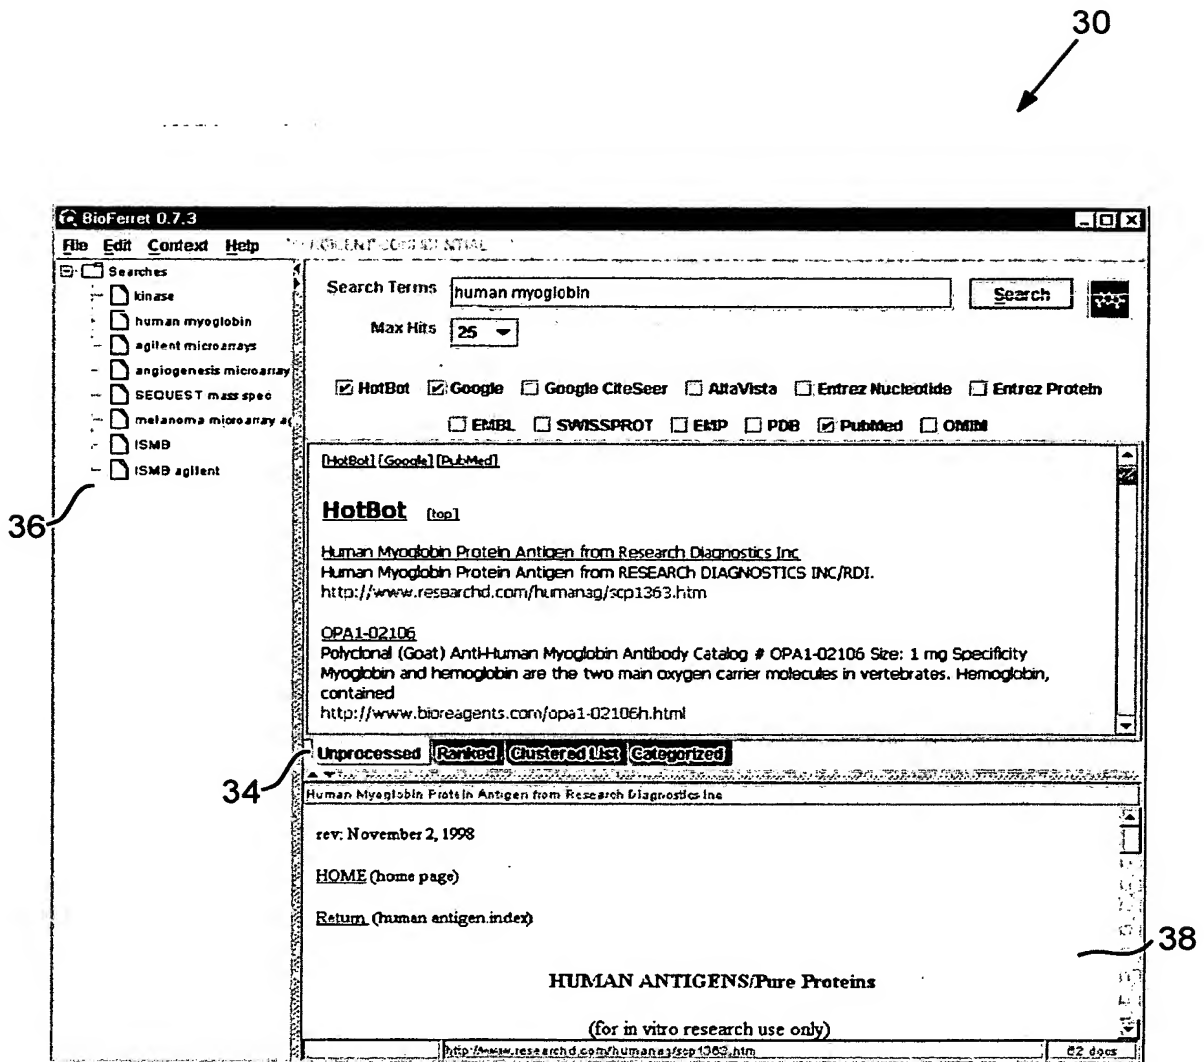 30
BioFerret 0.7.3
File Edit Context Help
Searches
kinase
human myoglobin
agilent microarrays
angiogenesis microarray
SEQUEST mass spec
melanoma microarray a
ISMB
ISMB agilent
36
Search Terms human myoglobin Search
Max Hits 25
HotBot Google Google CiteSeer AltaVista Entrez Nucleotide Entrez Protein
EMBL SWISSPROT EMP PDB PubMed OMIM
[HotBot] [Google] [PubMed]
HotBot [top]
Human Myoglobin Protein Antigen from Research Diagnostics Inc
Human Myoglobin Protein Antigen from RESEARCH DIAGNOSTICS INC/RDI.
http://www.researchd.com/humanag/scp1363.htm
OPA1-02106
Polyclonal (Goat) Anti-Human Myoglobin Antibody Catalog # OPA1-02106 Size: 1 mg Specificity
Myoglobin and hemoglobin are the two main oxygen carrier molecules in vertebrates. Hemoglobin,
contained
http://www.bioreagents.com/opa1-02106h.html
34
Unprocessed Ranked Clustered List Categorized
Human Myoglobin Protein Antigen from Research Diagnostics Inc
rev: November 2, 1998
HOME (home page)
Return (human antigen.index)
38
HUMAN ANTIGENS/Pure Proteins
(for in vitro research use only)
http://www.researchd.com/humanag/scp1363.htm 62 docs